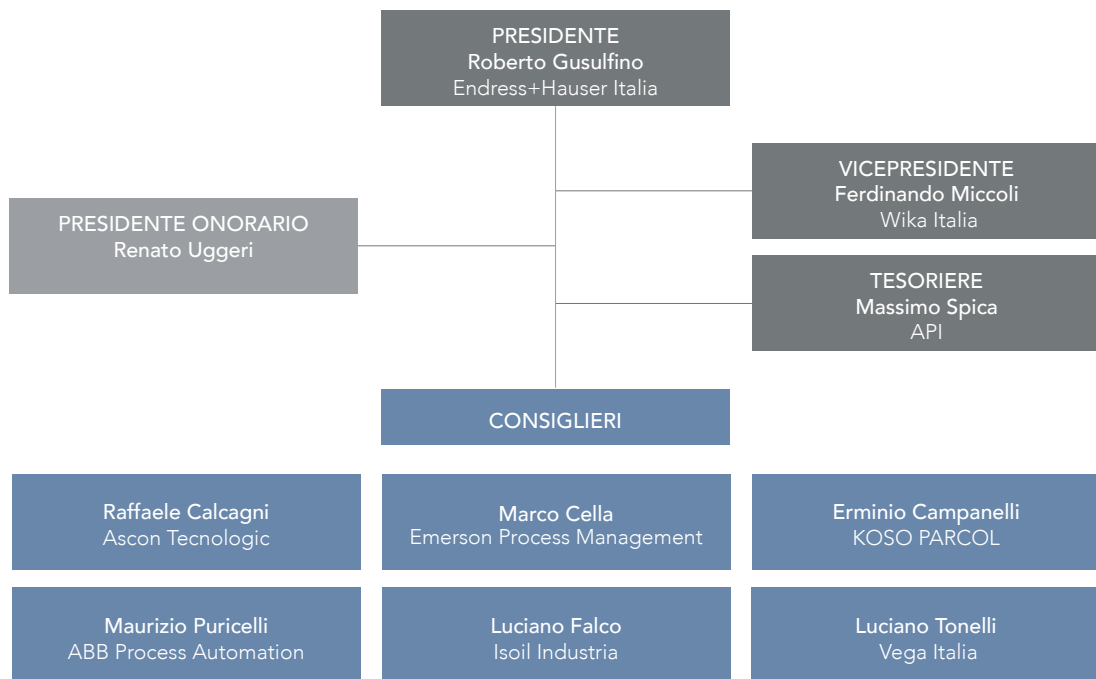 PRESIDENTE
Roberto Gusulfino
Endress+Hauser Italia
VICEPRESIDENTE
Ferdinando Miccoli
Wika Italia
PRESIDENTE ONORARIO
Renato Uggeri
TESORIERE
Massimo Spica
API
CONSIGLIERI
Raffaele Calcagni
Ascon Tecnologic
Marco Cella
Emerson Process Management
Erminio Campanelli
KOSO PARCOL
Maurizio Puricelli
ABB Process Automation
Luciano Falco
Isoil Industria
Luciano Tonelli
Vega Italia